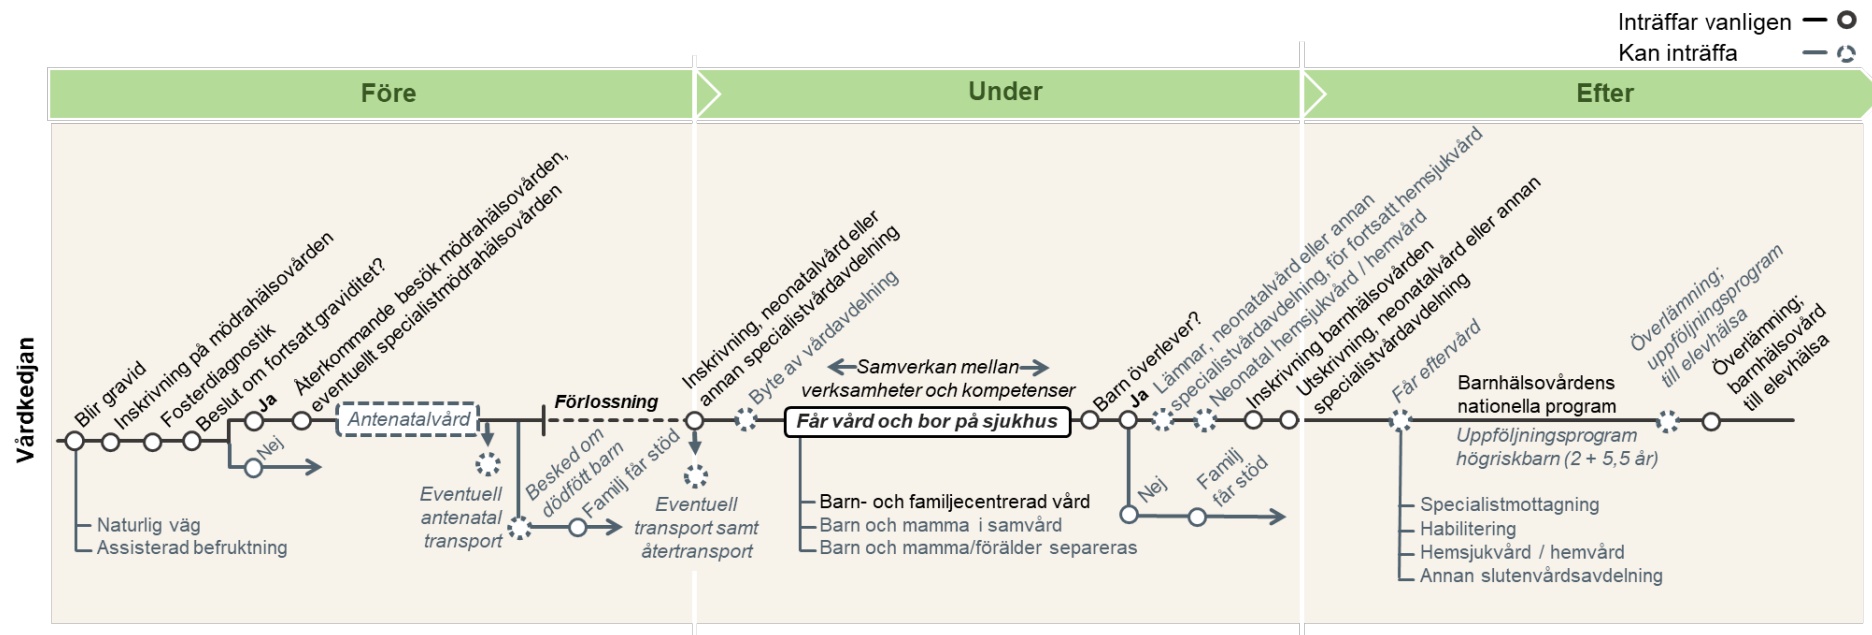 Inträffar vanligen
Kan inträffa
Före
Under
Efter
Vårdkedjan
Blir gravid
Inskrivning på mödrahälsovården
Fosterdiagnostik
Beslut om fortsatt graviditet?
Ja
Nej
Återkommande besök mödrahälsovården,
eventuellt specialistmödrahälsovården
Naturlig väg
Assisterad befruktning
Antenatalvård
Eventuell
antenatal
transport
Förlossning
Besked om
dödfött barn
Familj får stöd
Inskrivning, neonatalvård eller
annan specialistvårdavdelning
Eventuell
transport samt
återtransport
Byte av vårdavdelning
Samverkan mellan
verksamheter och kompetenser
Får vård och bor på sjukhus
Barn- och familjecentrerad vård
Barn och mamma i samvård
Barn och mamma/förälder separeras
Barn överlever?
Ja
Nej
Familj
får stöd
Lämnar, neonatalvård eller annan
specialistvårdavdelning, för fortsatt hemsjukvård
Neonatal hemsjukvård / hemvård
Inskrivning barnhälsovården
Utskrivning, neonatalvård eller annan
specialistvårdavdelning
Får eftervård
Specialistmottagning
Habilitering
Hemsjukvård / hemvård
Annan slutenvårdsavdelning
Barnhälsovårdens
nationella program
Uppföljningsprogram
högriskbarn (2 + 5,5 år)
Överlämning;
uppföljningsprogram
till elevhälsa
Överlämning;
barnhälsovård
till elevhälsa